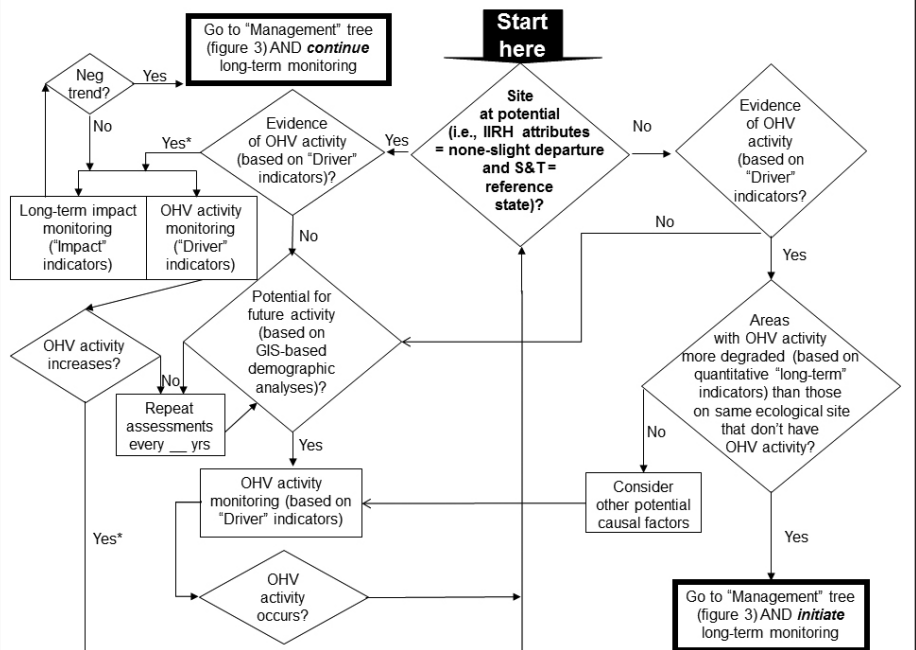 Start
here
Go to “Management” tree
(figure 3) AND continue
long-term monitoring
Neg
trend?
Yes
No
Site
at potential
(i.e., IIRH attributes
= none-slight departure
and S&T=
reference
state)?
Yes
No
Evidence
of OHV activity
(based on “Driver”
indicators)?
Yes*
No
Evidence
of OHV
activity
(based on
“Driver”
indicators?
No
Yes
Long-term impact
monitoring
(“Impact”
indicators)
OHV activity
monitoring
(“Driver”
indicators)
Potential for
future activity
(based on
GIS-based
demographic
analyses)?
No
Yes
OHV activity
increases?
No
Yes*
Repeat
assessments
every __ yrs
Areas
with OHV activity
more degraded (based on
quantitative “long-term”
indicators) than those
on same ecological site
that don’t have
OHV activity?
No
Yes
Consider
other potential
causal factors
OHV activity
monitoring (based on
“Driver” indicators)
OHV
activity
occurs?
Go to “Management” tree
(figure 3) AND initiate
long-term monitoring